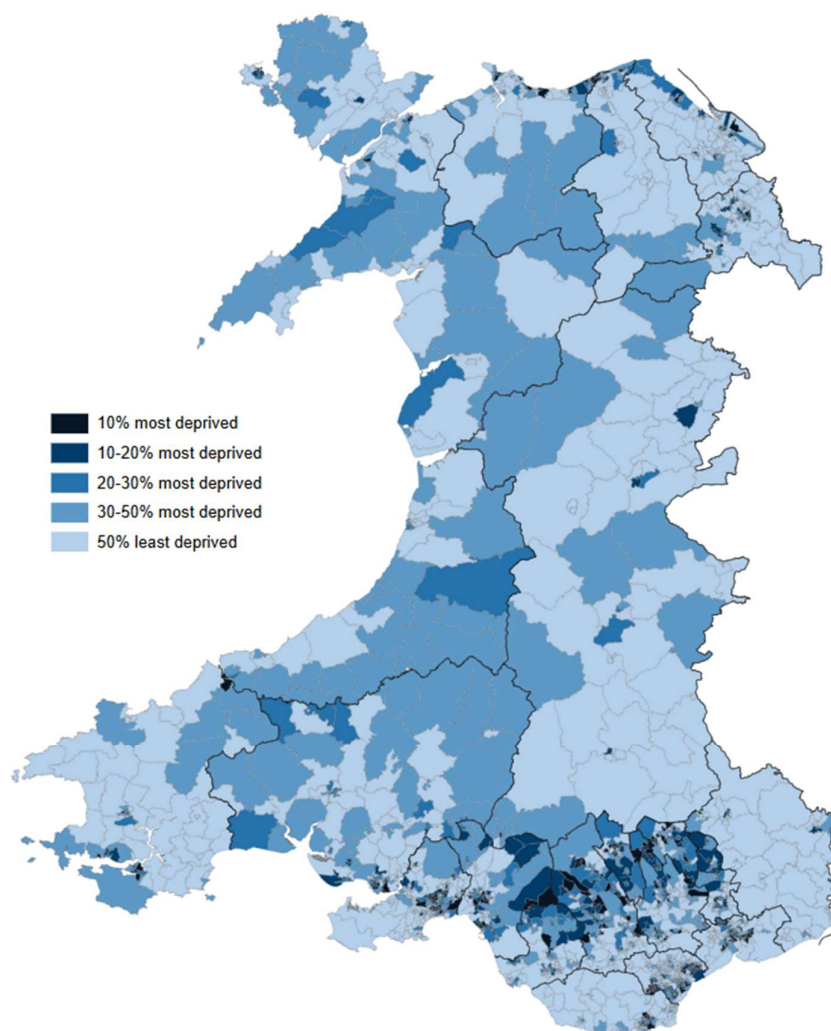 10% most deprived
10-20% most deprived
20-30% most deprived
30-50% most deprived
50% least deprived